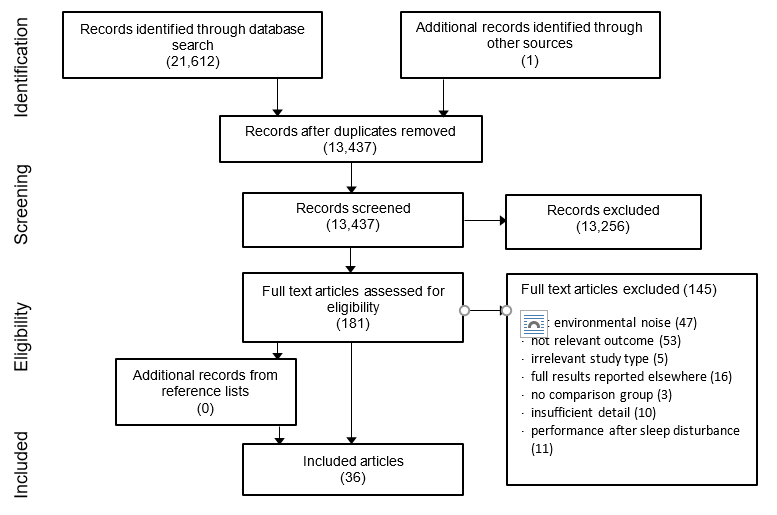 Identification
Records identified through database
search
(21,612)
Additional records identified through
other sources
(1)
Records after duplicates removed
(13,437)
Screening
Records screened
(13,437)
Records excluded
(13,256)
Eligibility
Full text articles assessed for
eligibility
(181)
Full text articles excluded (145)
environmental noise (47)
· not relevant outcome (53)
· irrelevant study type (5)
· full results reported elsewhere (16)
· no comparison group (3)
· insufficient detail (10)
· performance after sleep disturbance
(11)
Additional records from
reference lists
(0)
Included
Included articles
(36)